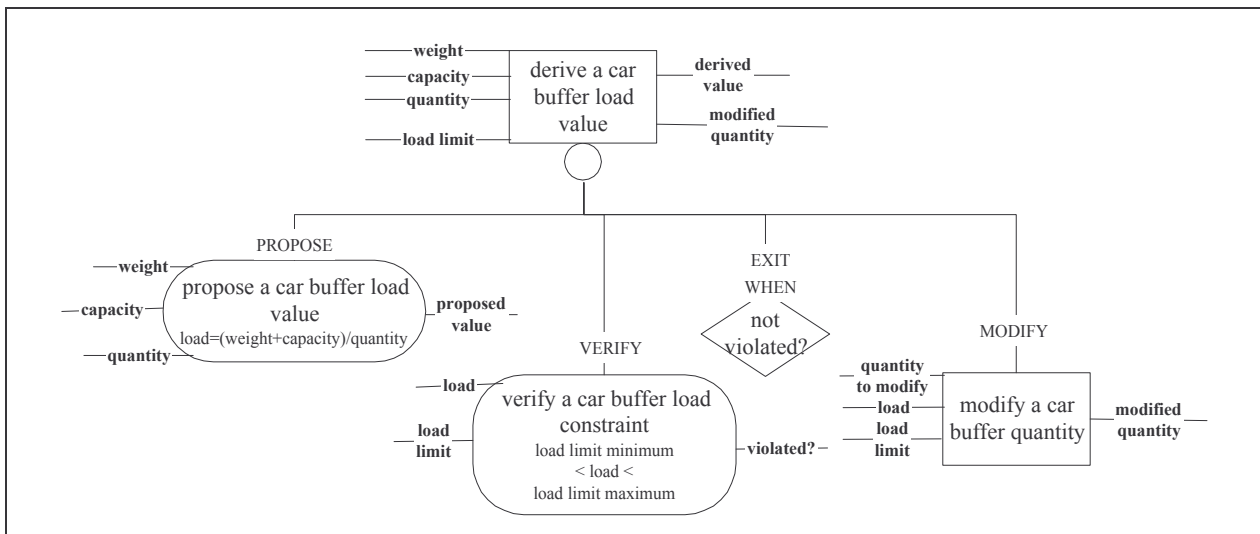 weight
capacity
quantity
load limit
derive a car
buffer load
value
derived
value
modified
quantity
PROPOSE
weight
capacity
quantity
propose a car buffer load
value
load=(weight+capacity)/quantity
proposed
value
VERIFY
load
load
limit
verify a car buffer load
constraint
load limit minimum
< load <
load limit maximum
violated?
EXIT
WHEN
not
violated?
MODIFY
quantity
to modify
load
load
limit
modify a car
buffer quantity
modified
quantity